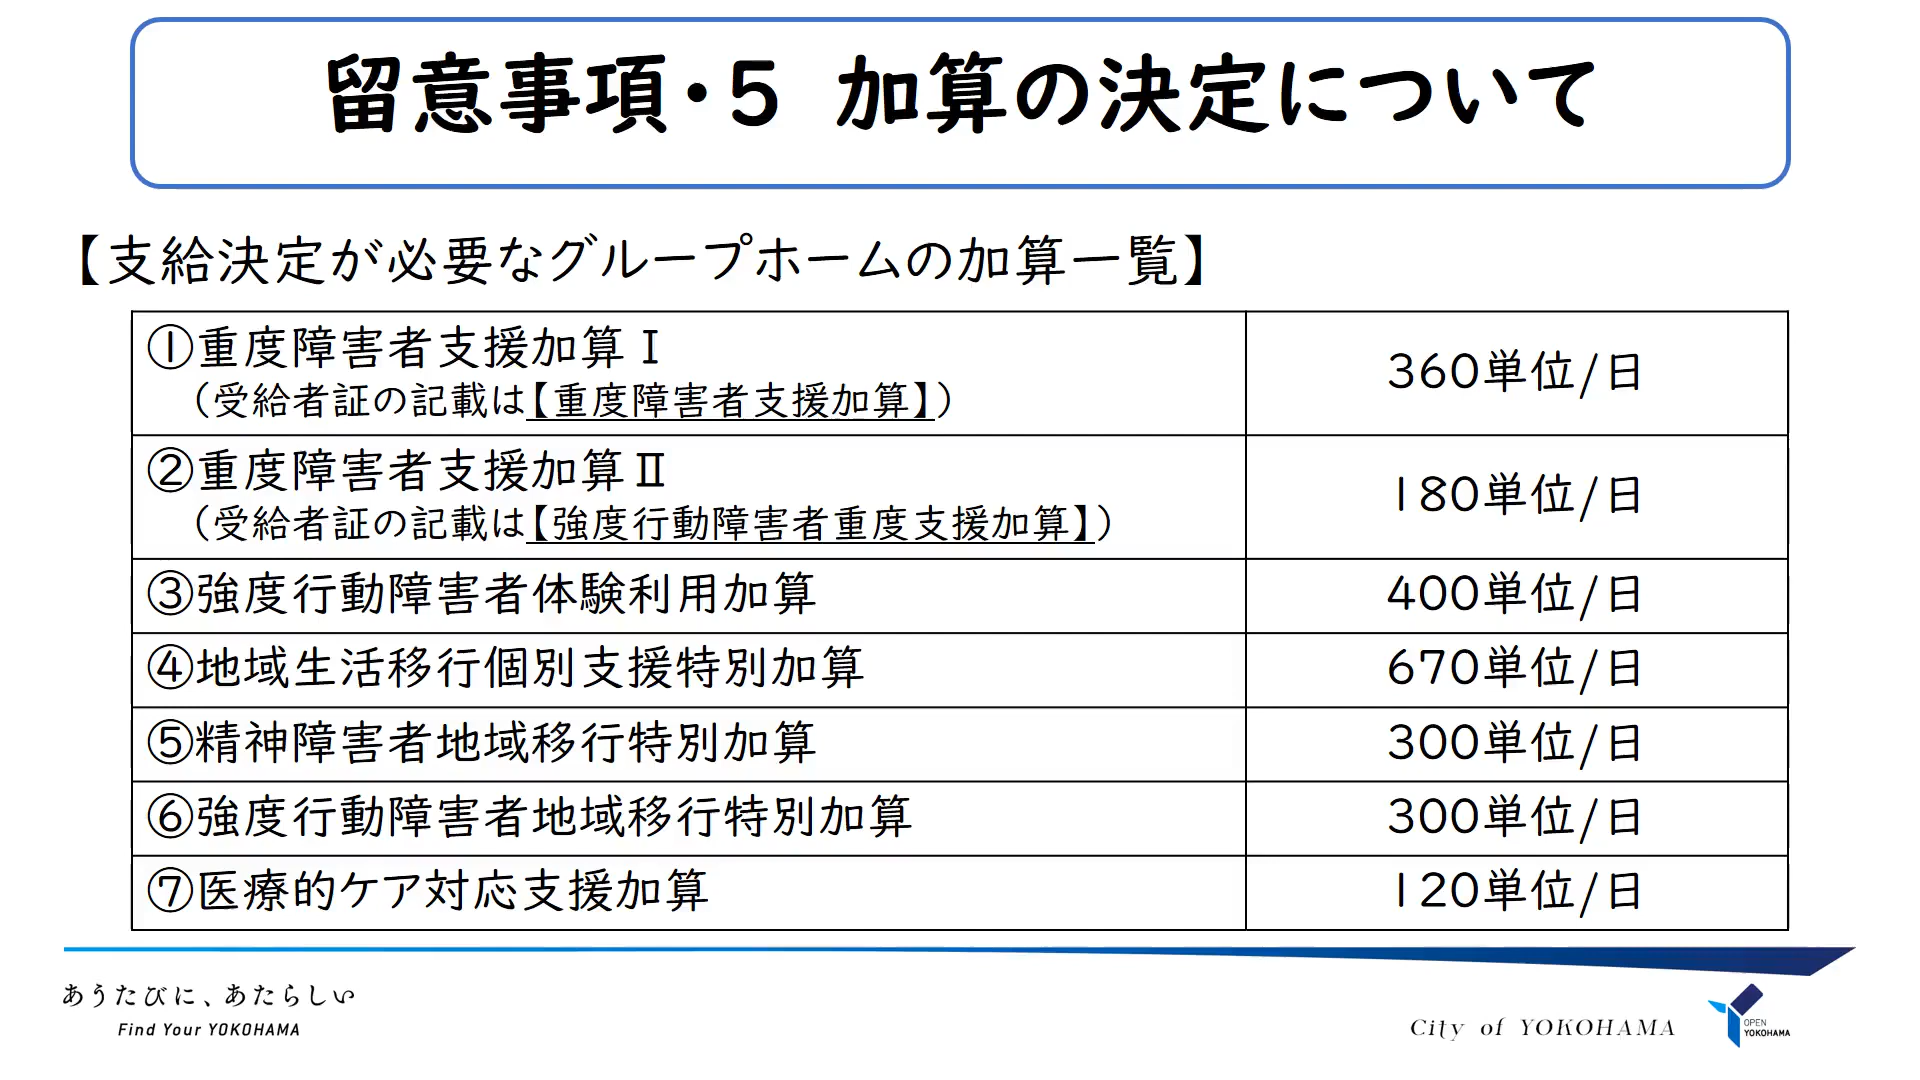 留意事項・5 加算の決定について
【支給決定が必要なグループホームの加算一覧】
①重度障害者支援加算Ⅰ
（受給者証の記載は【重度障害者支援加算】）
360単位/日
②重度障害者支援加算Ⅱ
（受給者証の記載は【強度行動障害者重度支援加算】）
180単位/日
③強度行動障害者体験利用加算
400単位/日
④地域生活移行個別支援特別加算
670単位/日
⑤精神障害者地域移行特別加算
300単位/日
⑥強度行動障害者地域移行特別加算
300単位/日
⑦医療的ケア対応支援加算
120単位/日
あうたびに、あたらしい
Find Your YOKOHAMA
City of YOKOHAMA
OPEN
YOKOHAMA